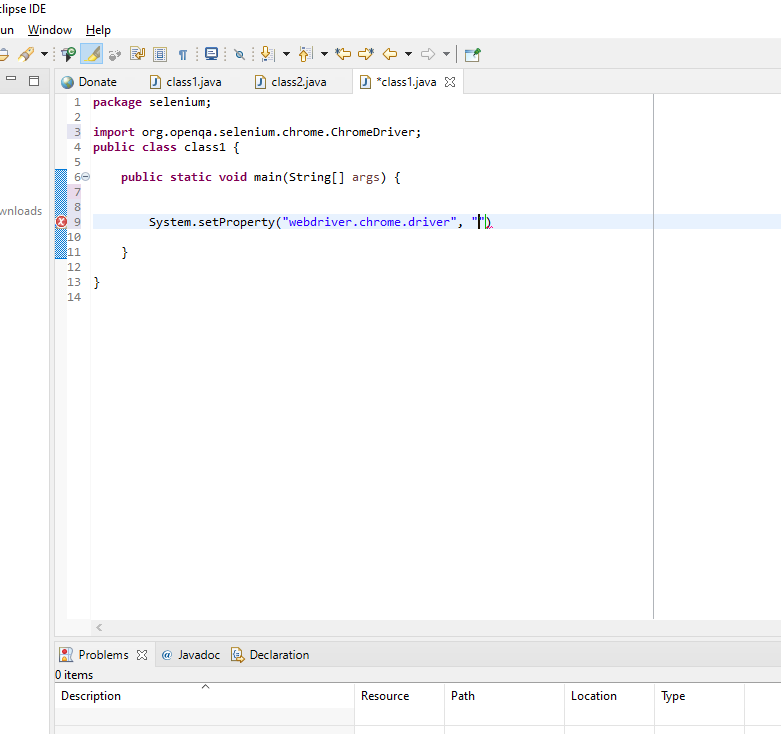 clipse IDE
un Window Help
Donate class1.java class2.java *class1.java
1 package selenium;
2
3 import org.openqa.selenium.chrome.ChromeDriver;
4 public class class1 {
5
6 public static void main(String[] args) {
7
8
9 System.setProperty("webdriver.chrome.driver", "")
10
11 }
12
13 }
14
wnloads
Problems @ Javadoc Declaration
0 items
Description Resource Path Location Type